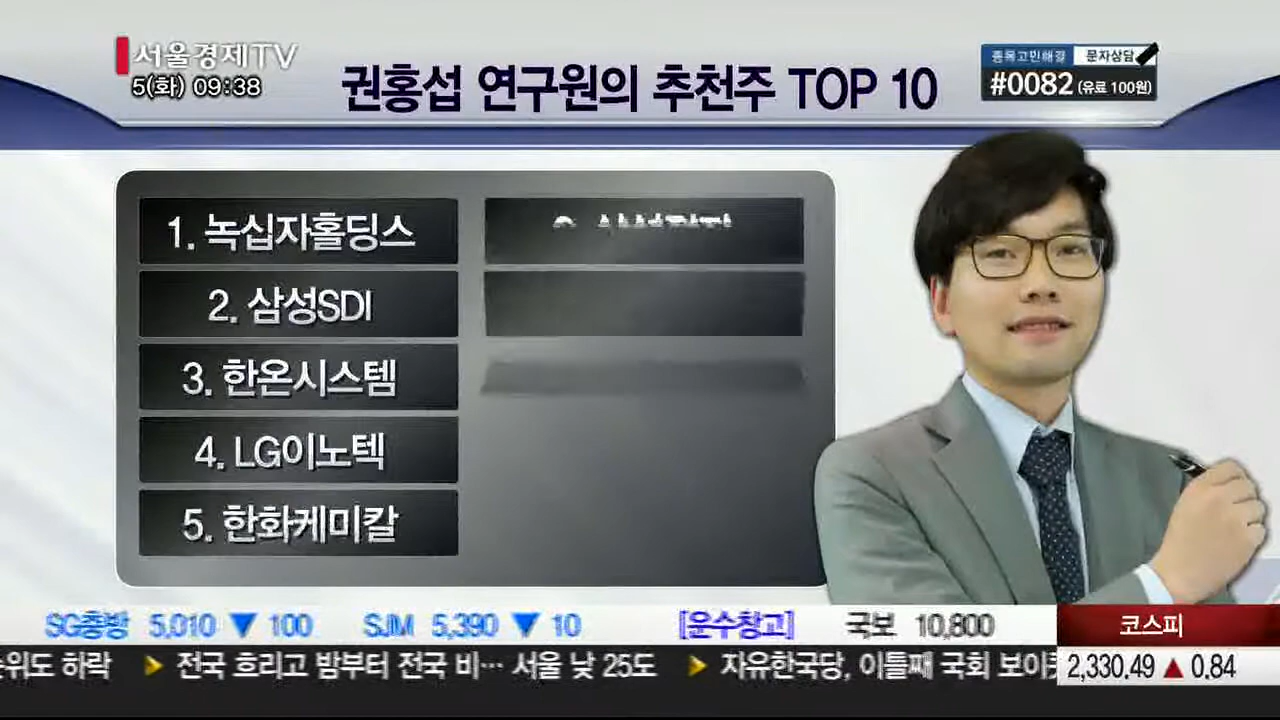 서울경제TV
5(화) 09:38
권홍섭 연구원의 추천주 TOP 10
종목고민해결 문자상담
#0082 (유료 100원)
1. 녹십자홀딩스
2. 삼성SDI
3. 한온시스템
4. LG이노텍
5. 한화케미칼
SG충방 5,010 ▼ 100 SJM 5,390 ▼ 10 [운수창고] 국보 10,800
코스피
2,330.49 ▲ 0.84
순위도 하락 ▶ 전국 흐리고 밤부터 전국 비… 서울 낮 25도 ▶ 자유한국당, 이틀째 국회 보이